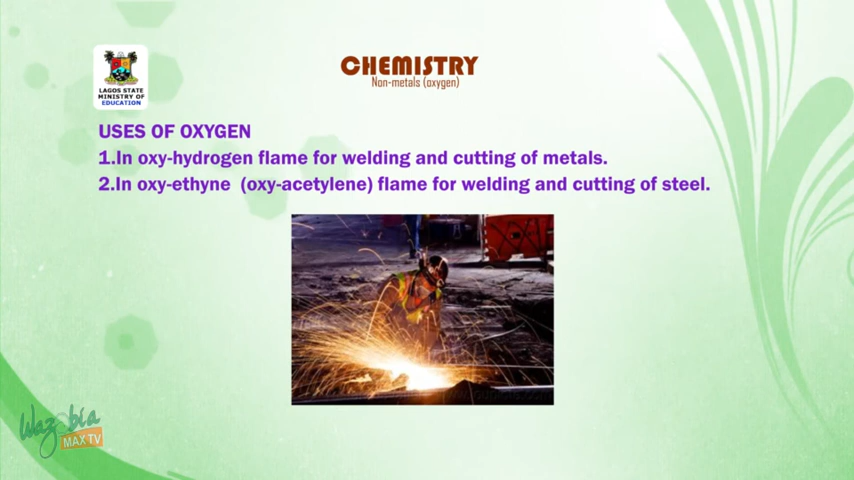 LAGOS STATE
MINISTRY OF
EDUCATION
CHEMISTRY
Non-metals (oxygen)
USES OF OXYGEN
1.In oxy-hydrogen flame for welding and cutting of metals.
2.In oxy-ethyne (oxy-acetylene) flame for welding and cutting of steel.
Wazobia
MAX TV